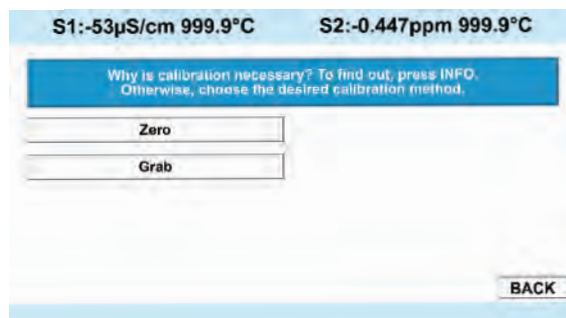 S1:-53µS/cm 999.9°C S2:-0.447ppm 999.9°C
Why is calibration necessary? To find out, press INFO.
Otherwise, choose the desired calibration method.
Zero
Grab
BACK